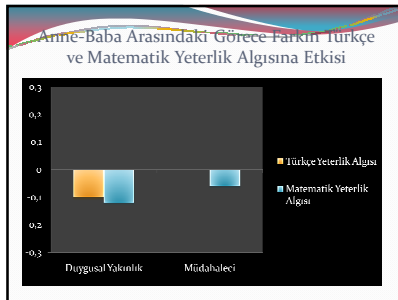 Anne-Baba Arasındaki Görece Farkın Türkçe
ve Matematik Yeterlik Algısına Etkisi
0,3
0,2
0,1
0
-0,1
-0,2
-0,3
Duygusal Yakınlık
Müdahaleci
Türkçe Yeterlik Algısı
Matematik Yeterlik
Algısı